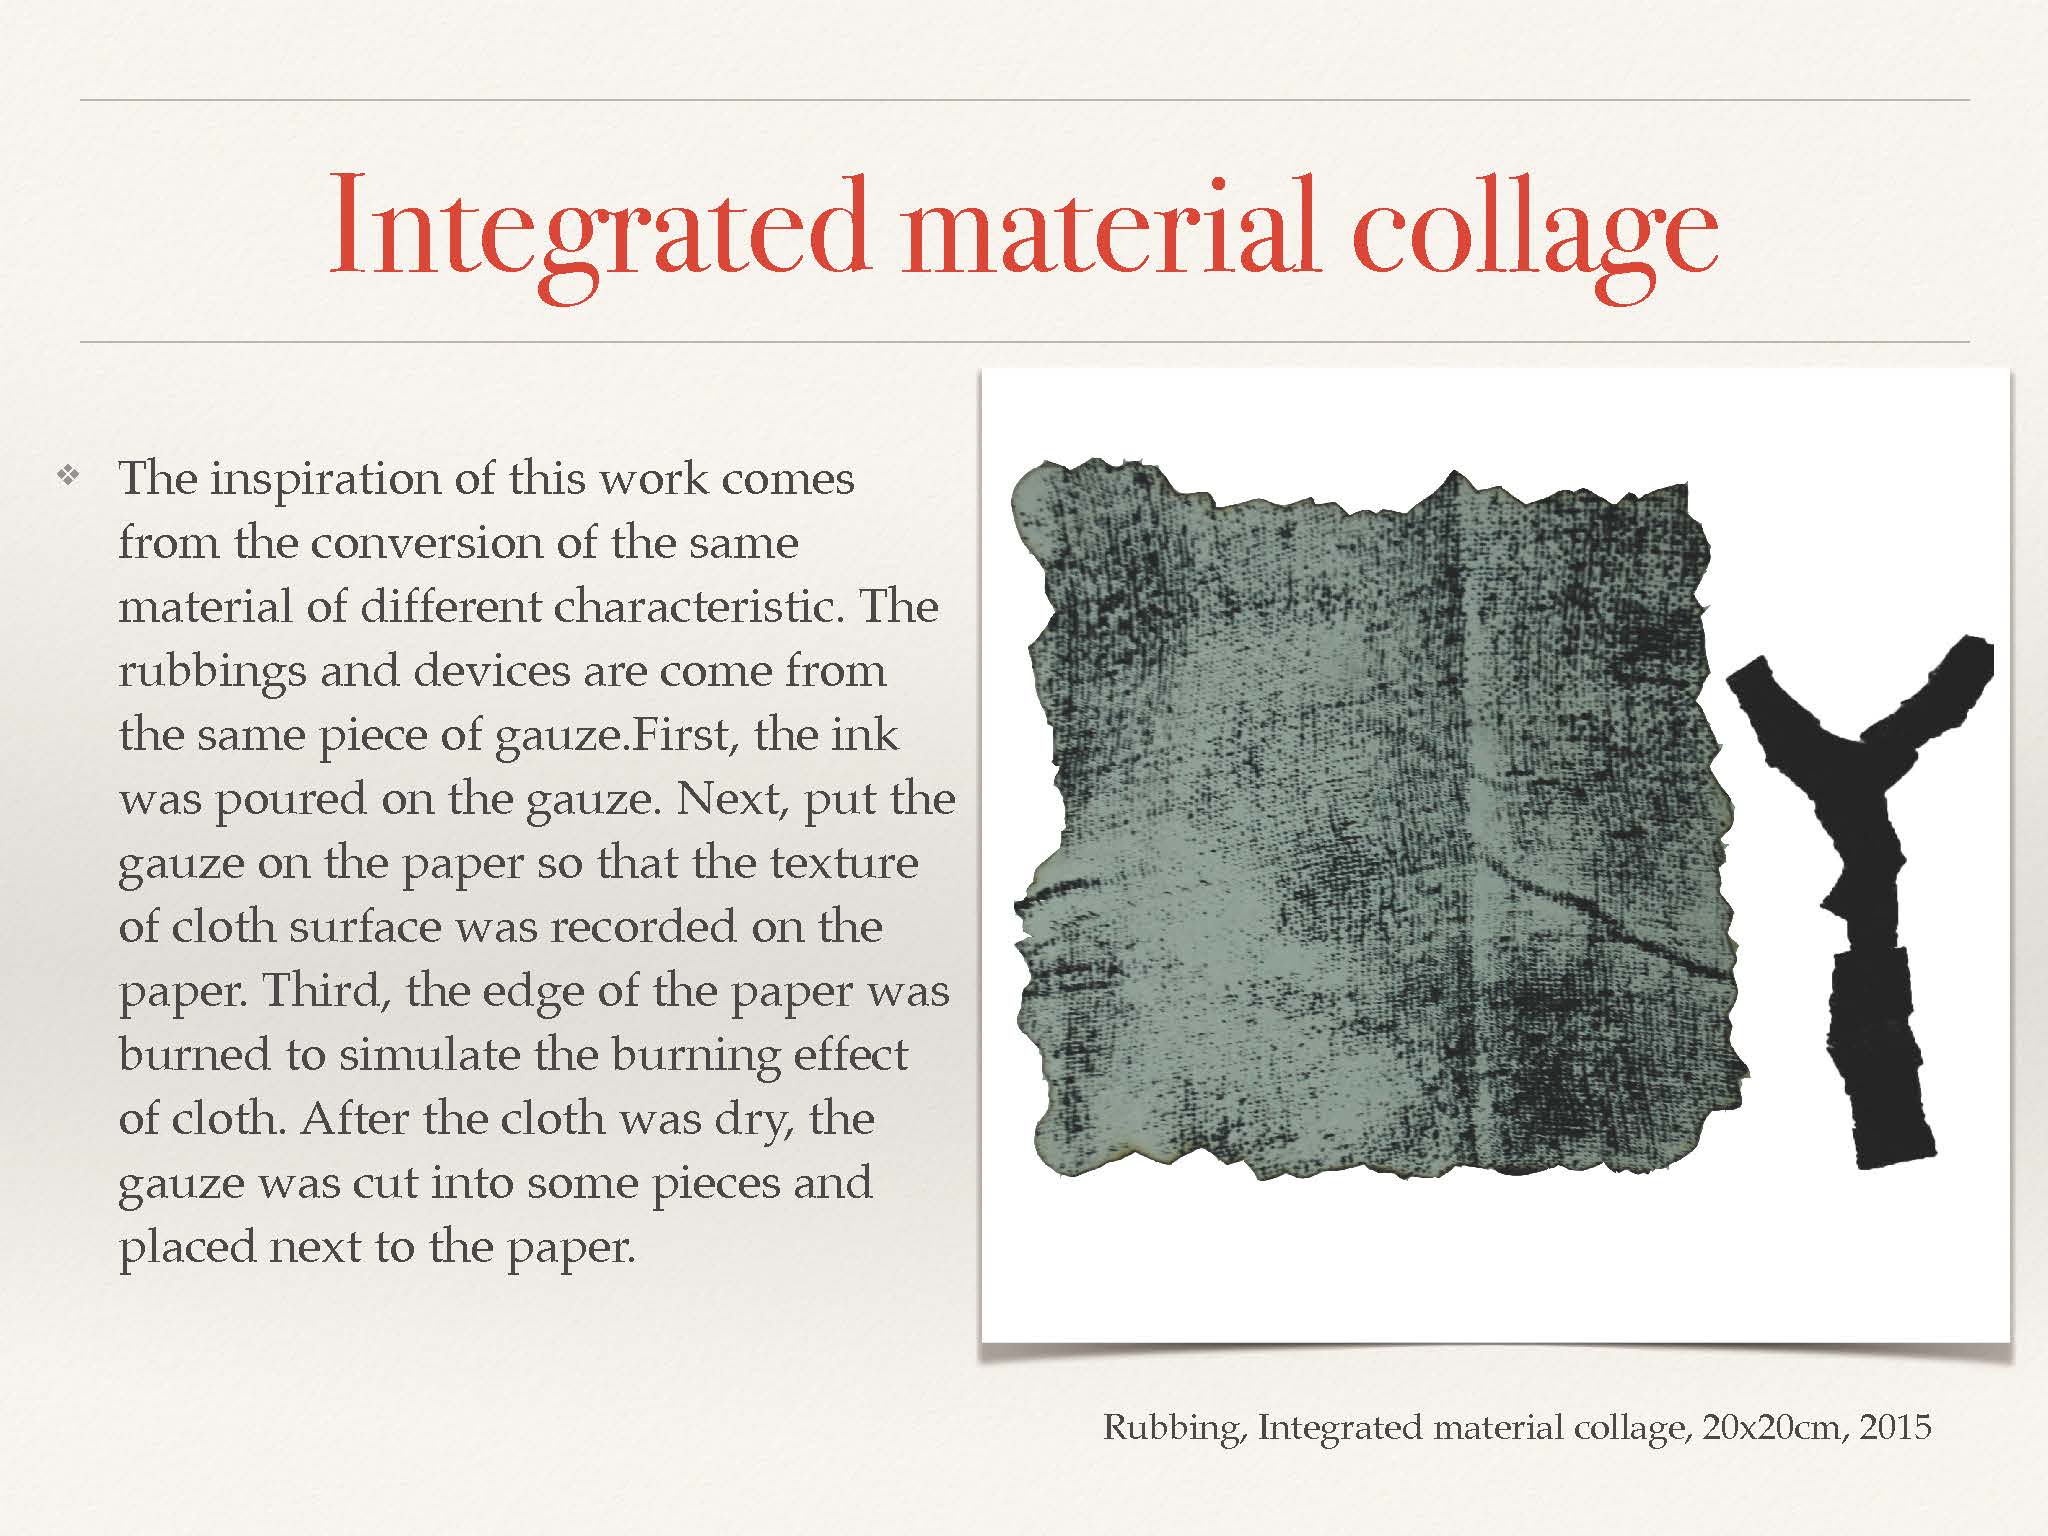 Integrated material collage
The inspiration of this work comes
from the conversion of the same
material of different characteristic. The
rubbings and devices are come from
the same piece of gauze.First, the ink
was poured on the gauze. Next, put the
gauze on the paper so that the texture
of cloth surface was recorded on the
paper. Third, the edge of the paper was
burned to simulate the burning effect
of cloth. After the cloth was dry, the
gauze was cut into some pieces and
placed next to the paper.
Rubbing, Integrated material collage, 20x20cm, 2015